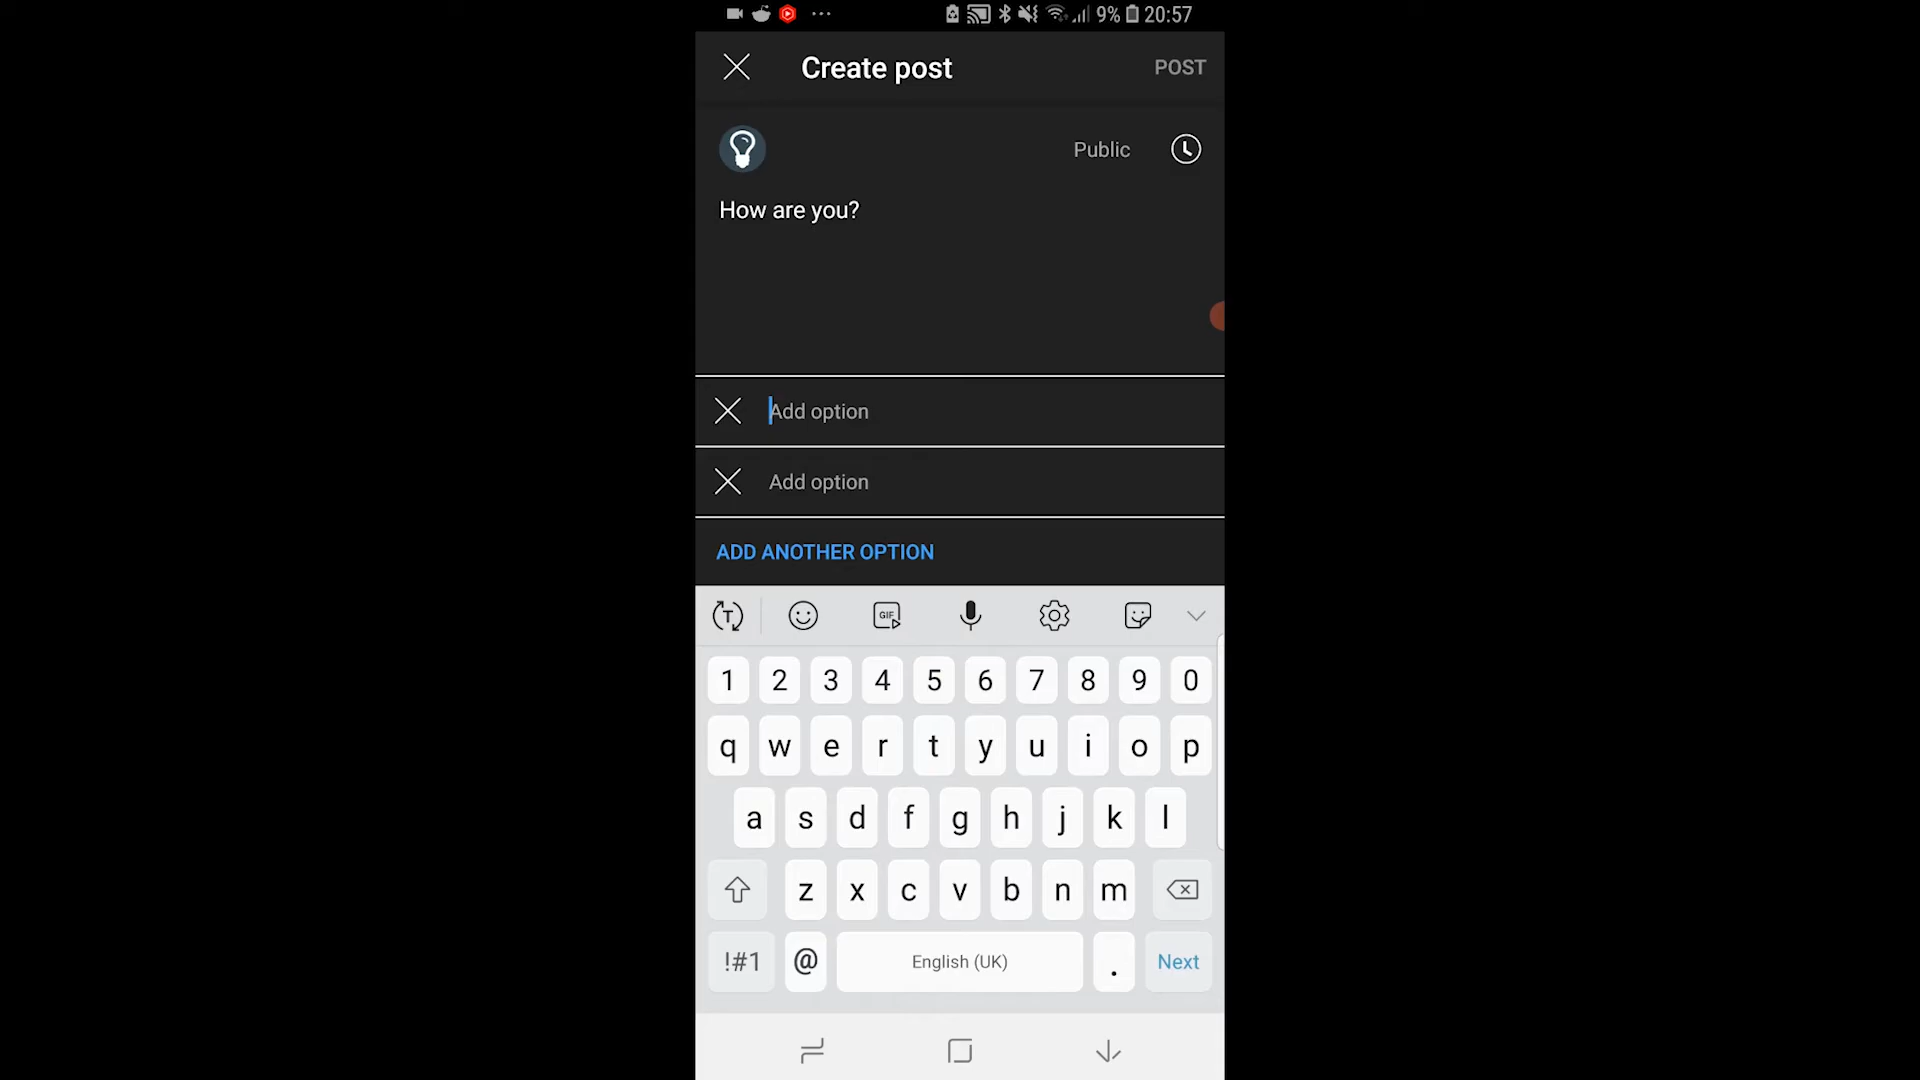 9% 20:57
Create post POST
Public
How are you?
Add option
Add option
ADD ANOTHER OPTION
T GIF
1 2 3 4 5 6 7 8 9 0
q w e r t y u i o p
a s d f g h j k l
z x c v b n m
!#1 @ English (UK) . Next